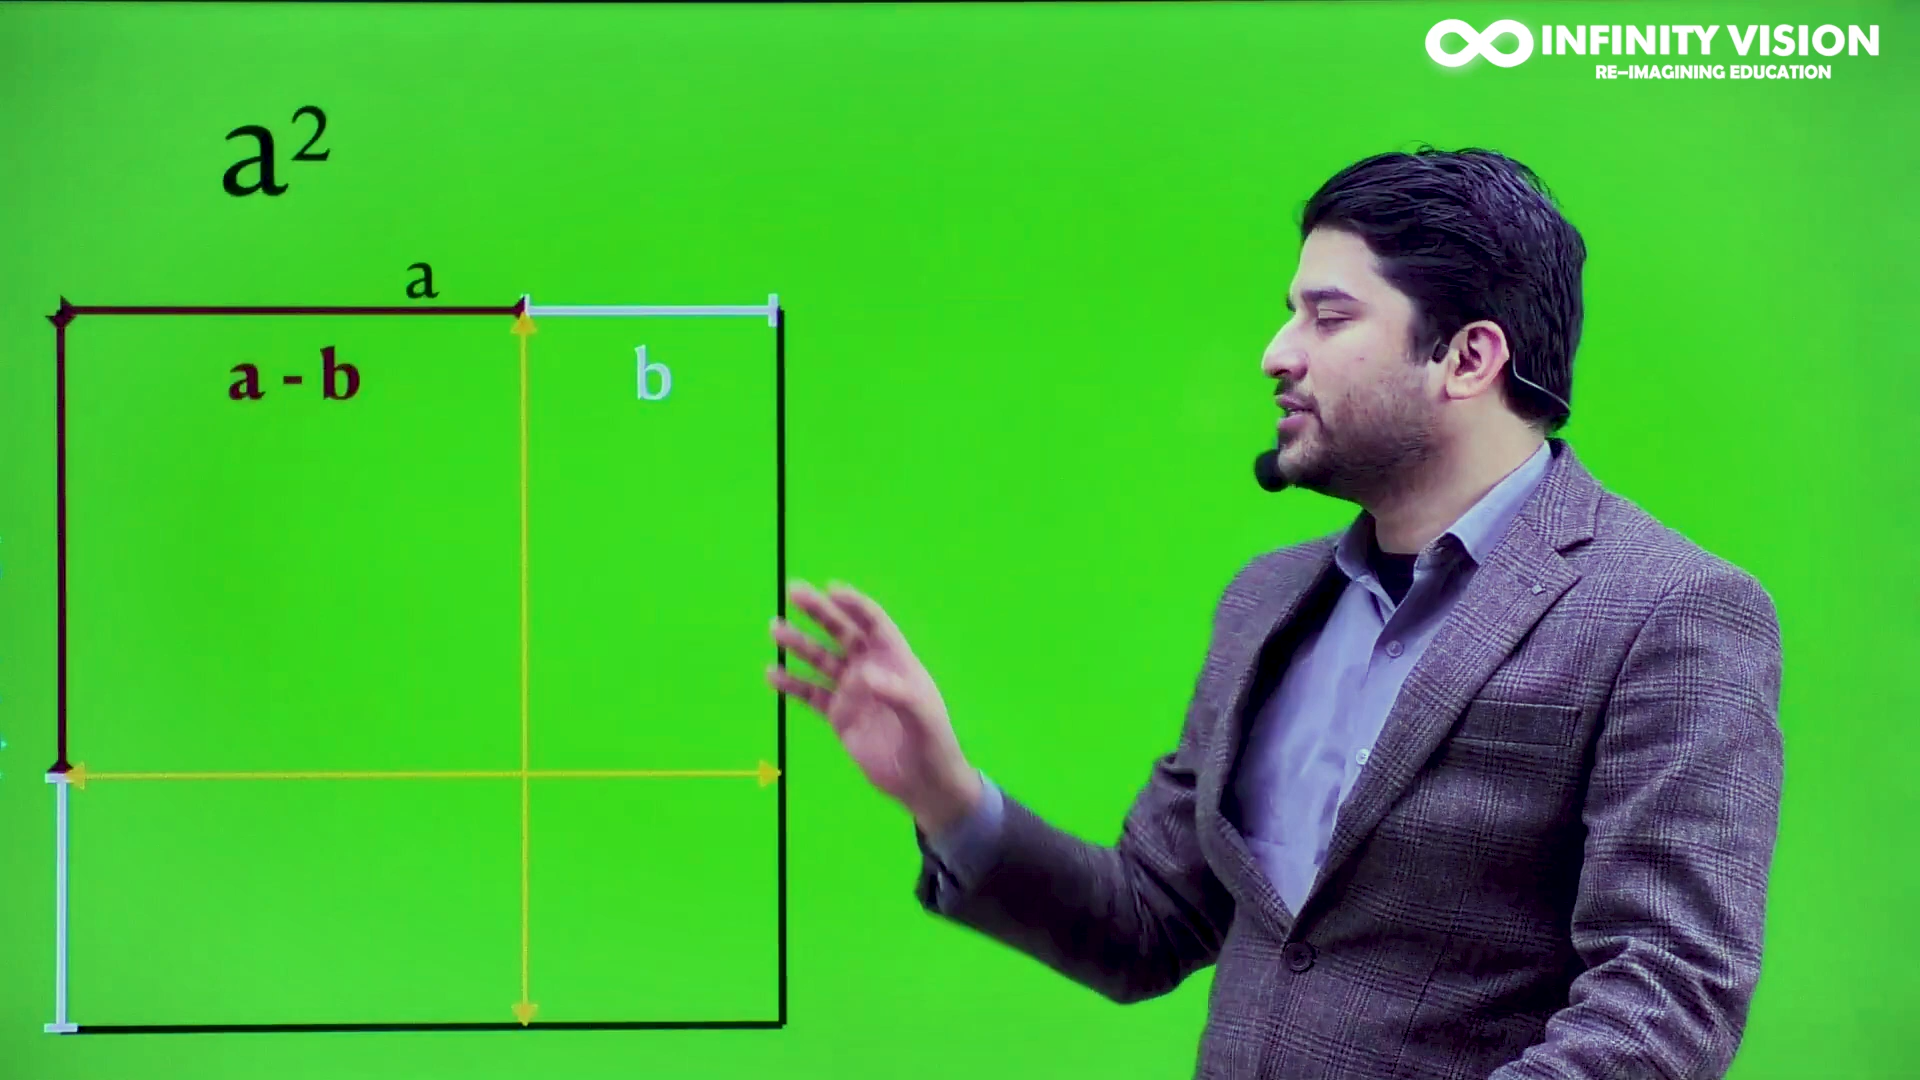 INFINITY VISION
RE-IMAGINING EDUCATION
a²
a
a - b
b